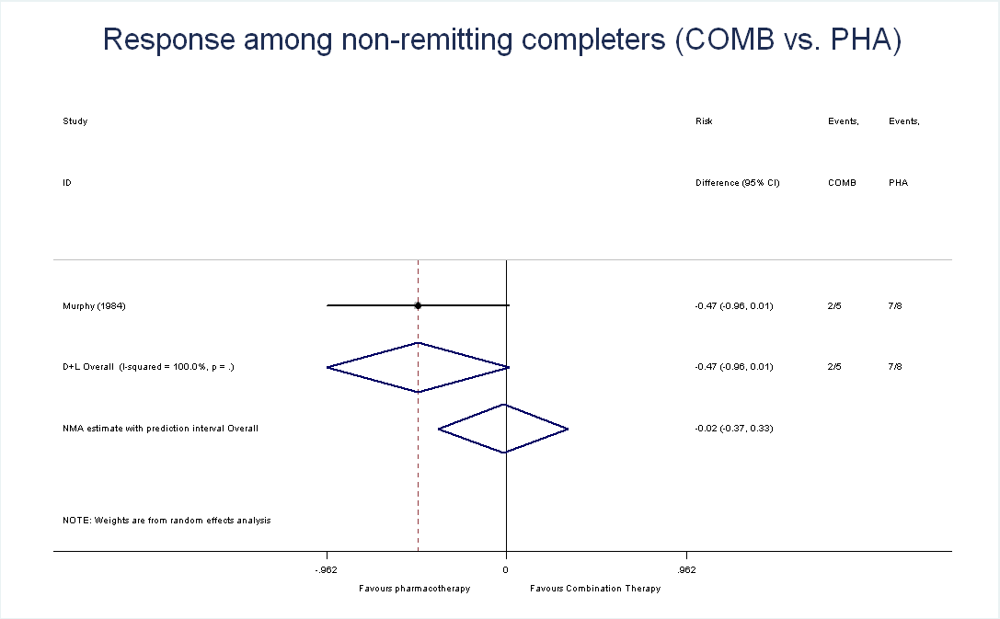 Response among non-remitting completers (COMB vs. PHA)
Study Risk Events, Events,
ID Difference (95% CI) COMB PHA
Murphy (1984) -0.47 (-0.96, 0.01) 2/5 7/8
D+L Overall (I-squared = 100.0%, p = .) -0.47 (-0.96, 0.01) 2/5 7/8
NMA estimate with prediction interval Overall -0.02 (-0.37, 0.33)
NOTE: Weights are from random effects analysis
-.962 0 .962
Favours pharmacotherapy Favours Combination Therapy